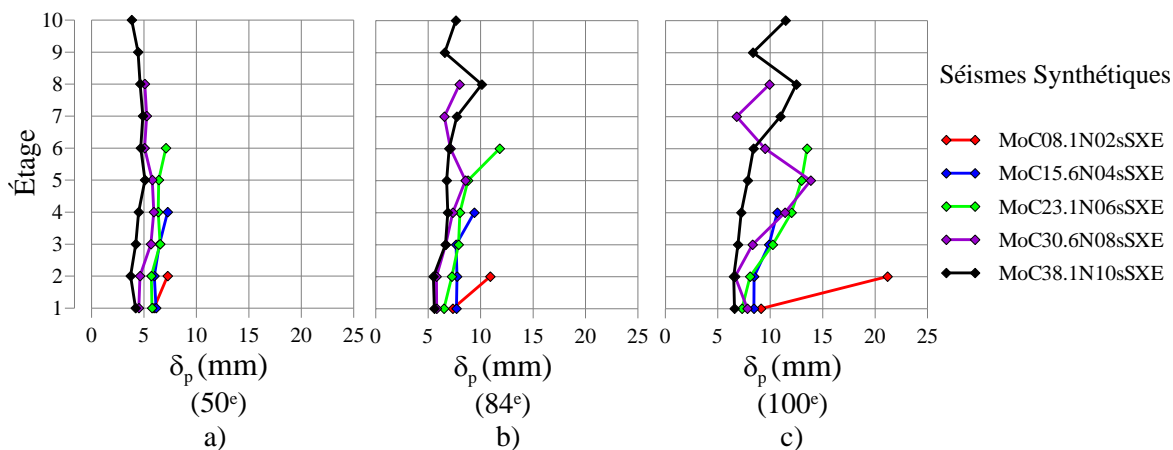 10
9
8
7
6
5
4
3
2
1
Étage
0 5 10 15 20 25
δp (mm)
(50e)
a)
0 5 10 15 20 25
δp (mm)
(84e)
b)
0 5 10 15 20 25
δp (mm)
(100e)
c)
Séismes Synthétiques
MoC08.1N02sSXE
MoC15.6N04sSXE
MoC23.1N06sSXE
MoC30.6N08sSXE
MoC38.1N10sSXE